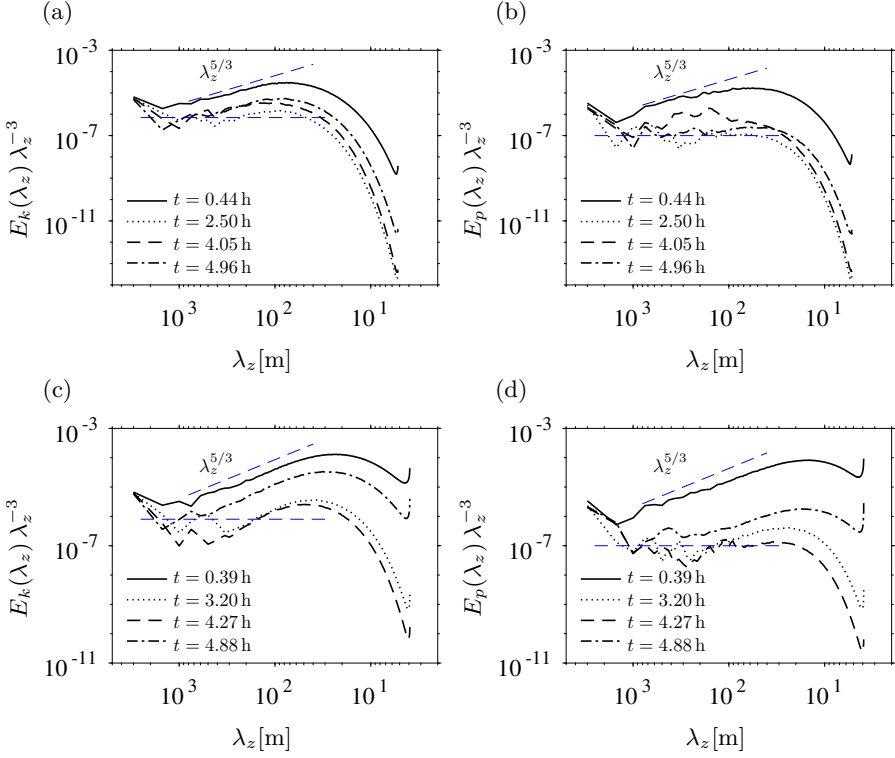 (a)
10^-3
10^-7
10^-11
E_k(λ_z) λ_z^-3
λ_z^5/3
t = 0.44 h
t = 2.50 h
t = 4.05 h
t = 4.96 h
10^3 10^2 10^1
λ_z[m]
(b)
10^-3
10^-7
10^-11
E_p(λ_z) λ_z^-3
λ_z^5/3
t = 0.44 h
t = 2.50 h
t = 4.05 h
t = 4.96 h
10^3 10^2 10^1
λ_z[m]
(c)
10^-3
10^-7
10^-11
E_k(λ_z) λ_z^-3
λ_z^5/3
t = 0.39 h
t = 3.20 h
t = 4.27 h
t = 4.88 h
10^3 10^2 10^1
λ_z[m]
(d)
10^-3
10^-7
10^-11
E_p(λ_z) λ_z^-3
λ_z^5/3
t = 0.39 h
t = 3.20 h
t = 4.27 h
t = 4.88 h
10^3 10^2 10^1
λ_z[m]